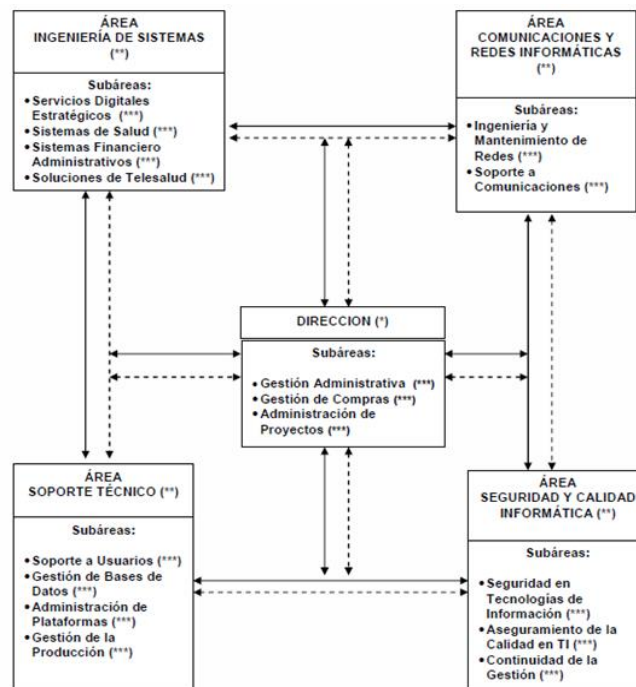 ÁREA
INGENIERÍA DE SISTEMAS
(**)
Subáreas:
• Servicios Digitales
Estratégicos (***)
• Sistemas de Salud (***)
• Sistemas Financiero
Administrativos (***)
• Soluciones de Telesalud (***)
ÁREA
COMUNICACIONES Y
REDES INFORMÁTICAS
(**)
Subáreas:
• Ingeniería y
Mantenimiento de
Redes (***)
• Soporte a
Comunicaciones (***)
DIRECCION (*)
Subáreas:
• Gestión Administrativa (***)
• Gestión de Compras (***)
• Administración de
Proyectos (***)
ÁREA
SOPORTE TÉCNICO (**)
Subáreas:
• Soporte a Usuarios (***)
• Gestión de Bases de
Datos (***)
• Administración de
Plataformas (***)
• Gestión de la
Producción (***)
ÁREA
SEGURIDAD Y CALIDAD
INFORMÁTICA (**)
Subáreas:
• Seguridad en
Tecnologías de
Información (***)
• Aseguramiento de la
Calidad en TI (***)
• Continuidad de la
Gestión (***)